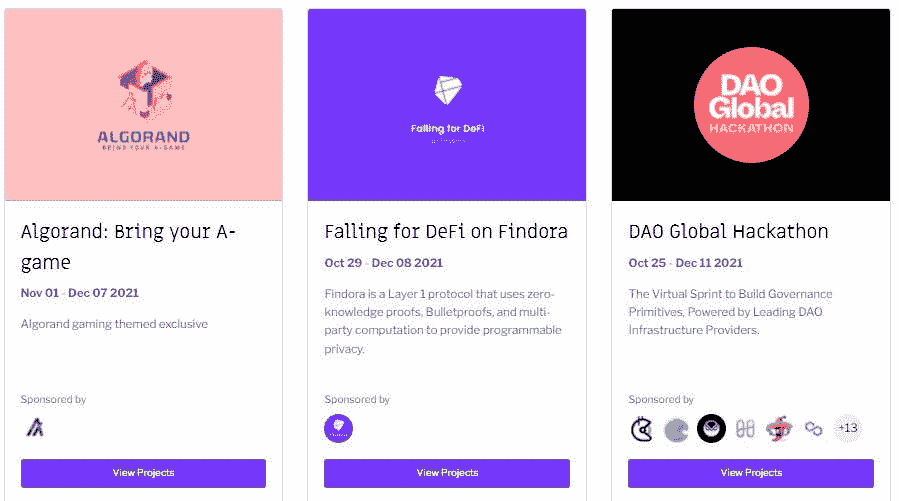 ALGORAND
BRING YOUR A-GAME
Algorand: Bring your A-
game
Nov 01 - Dec 07 2021
Algorand gaming themed exclusive
Sponsored by
View Projects
Falling for DeFi
Falling for DeFi on Findora
Oct 29 - Dec 08 2021
Findora is a Layer 1 protocol that uses zero-
knowledge proofs, Bulletproofs, and multi-
party computation to provide programmable
privacy.
Sponsored by
View Projects
DAO
Global
HACKATHON
DAO Global Hackathon
Oct 25 - Dec 11 2021
The Virtual Sprint to Build Governance
Primitives, Powered by Leading DAO
Infrastructure Providers.
Sponsored by
+13
View Projects